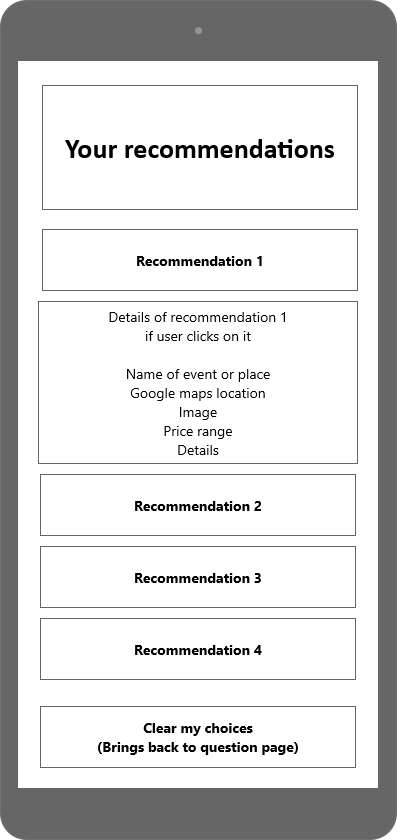 Your recommendations
Recommendation 1
Details of recommendation 1
if user clicks on it
Name of event or place
Google maps location
Image
Price range
Details
Recommendation 2
Recommendation 3
Recommendation 4
Clear my choices
(Brings back to question page)